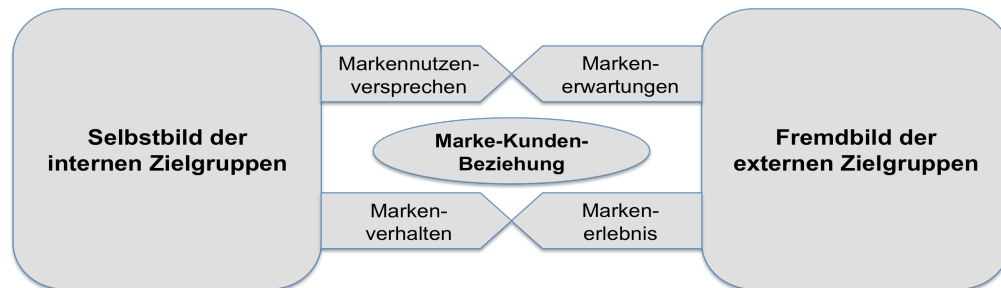 Selbstbild der
internen Zielgruppen
Markennutzen-
versprechen
Marken-
erwartungen
Marke-Kunden-
Beziehung
Marken-
verhalten
Marken-
erlebnis
Fremdbild der
externen Zielgruppen